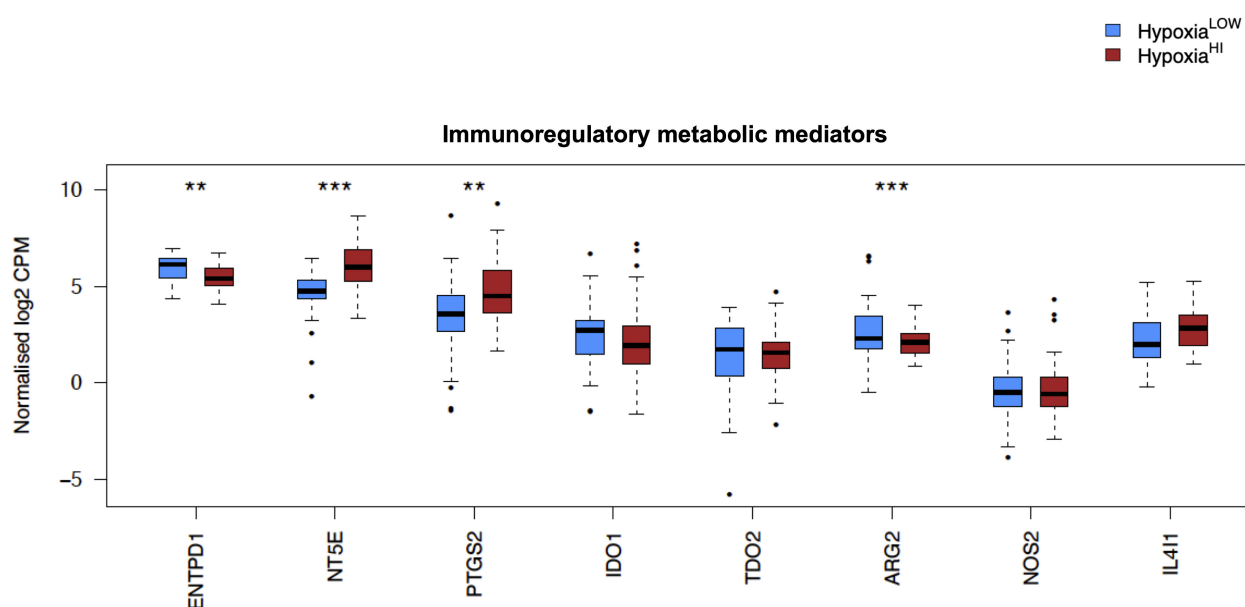 Hypoxia^LOW
Hypoxia^HI
Immunoregulatory metabolic mediators
Normalised log2 CPM
10
5
0
−5
** *** ** ***
ENTPD1
NT5E
PTGS2
IDO1
TDO2
ARG2
NOS2
IL4I1